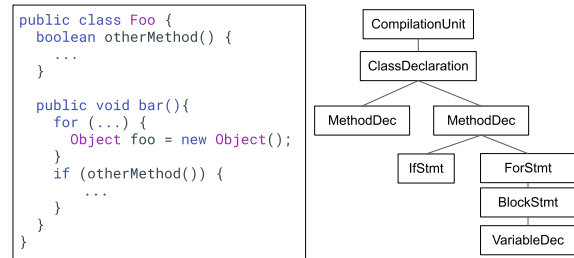 public class Foo {
boolean otherMethod() {
...
}
public void bar(){
for (...) {
Object foo = new Object();
}
if (otherMethod()) {
...
}
}
}
CompilationUnit
ClassDeclaration
MethodDec MethodDec
IfStmt ForStmt
BlockStmt
VariableDec